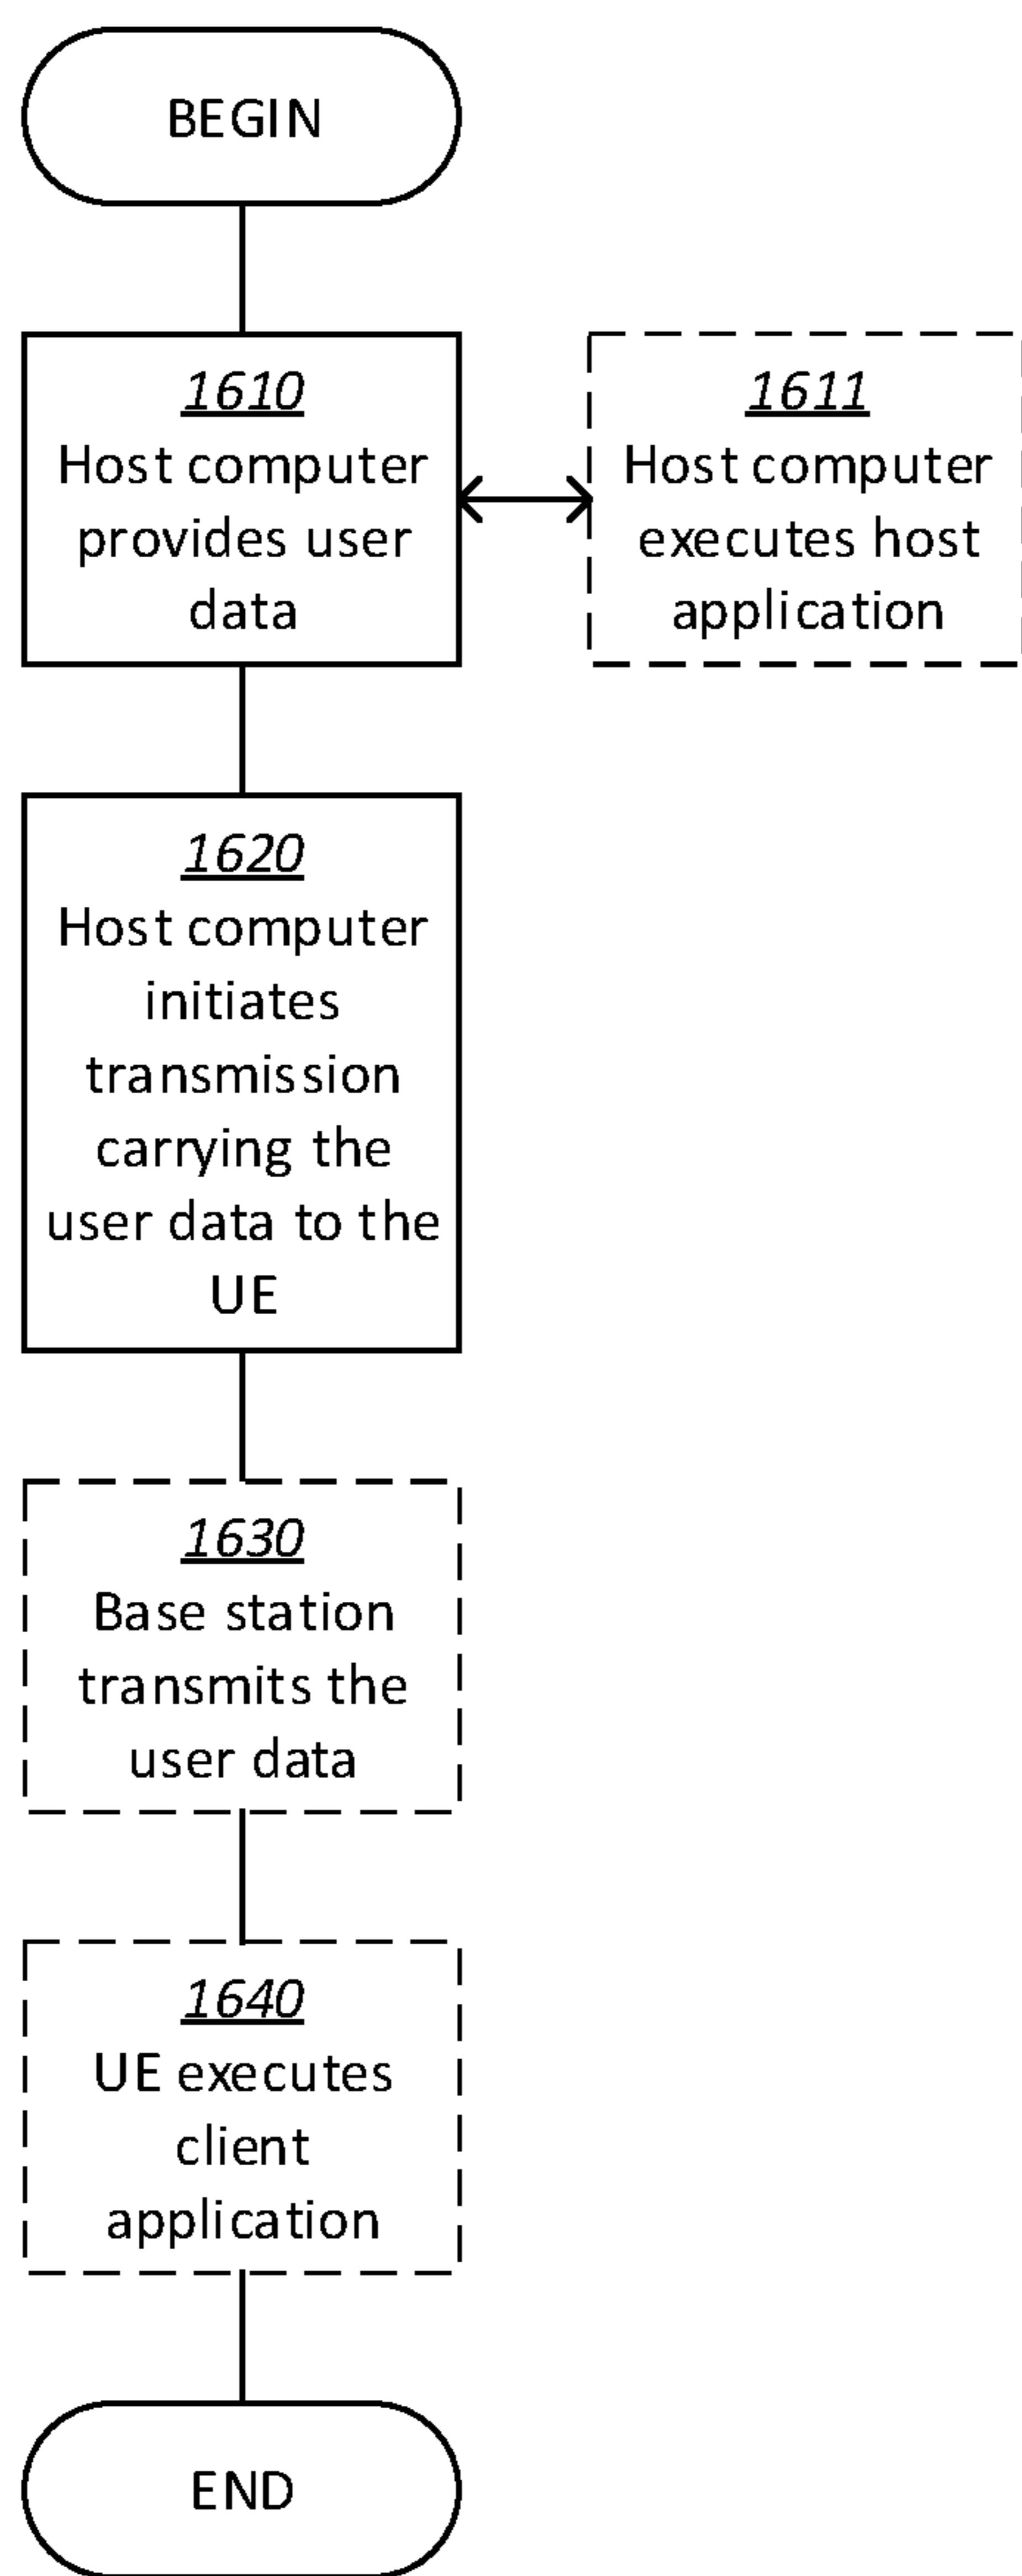 BEGIN
1610
Host computer
provides user
data
1611
Host computer
executes host
application
1620
Host computer
initiates
transmission
carrying the
user data to the
UE
1630
Base station
transmits the
user data
1640
UE executes
client
application
END